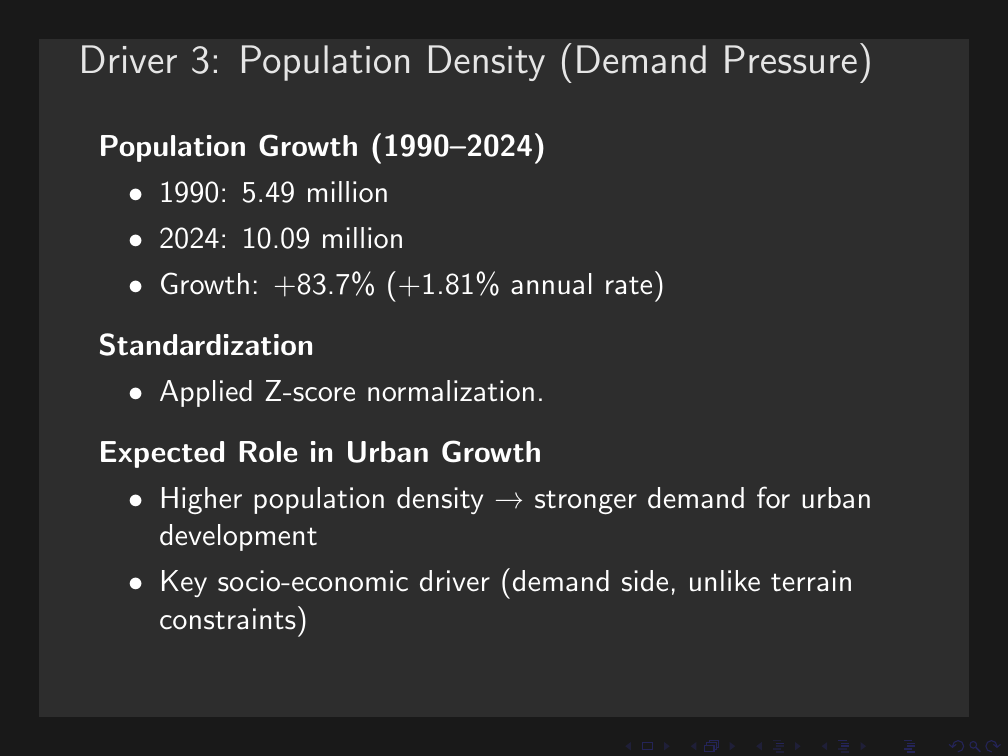 Driver 3: Population Density (Demand Pressure)
Population Growth (1990–2024)
• 1990: 5.49 million
• 2024: 10.09 million
• Growth: +83.7% (+1.81% annual rate)
Standardization
• Applied Z-score normalization.
Expected Role in Urban Growth
• Higher population density → stronger demand for urban
development
• Key socio-economic driver (demand side, unlike terrain
constraints)